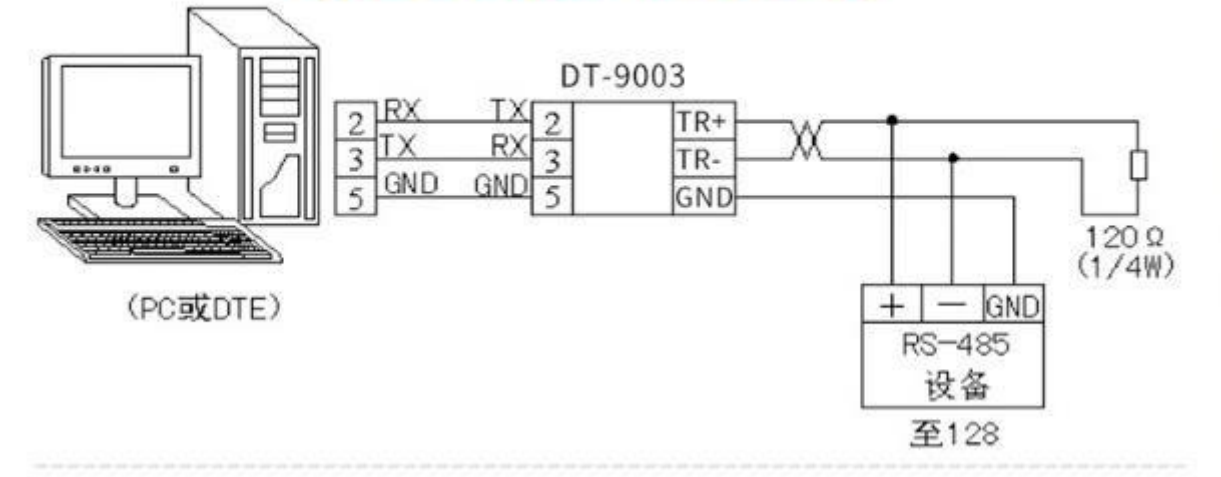 DT-9003
2 RX TX 2 TR+
3 TX RX 3 TR-
5 GND GND 5 GND
120Ω
(1/4W)
(PC或DTE)
+ - GND
RS-485
设备
至128